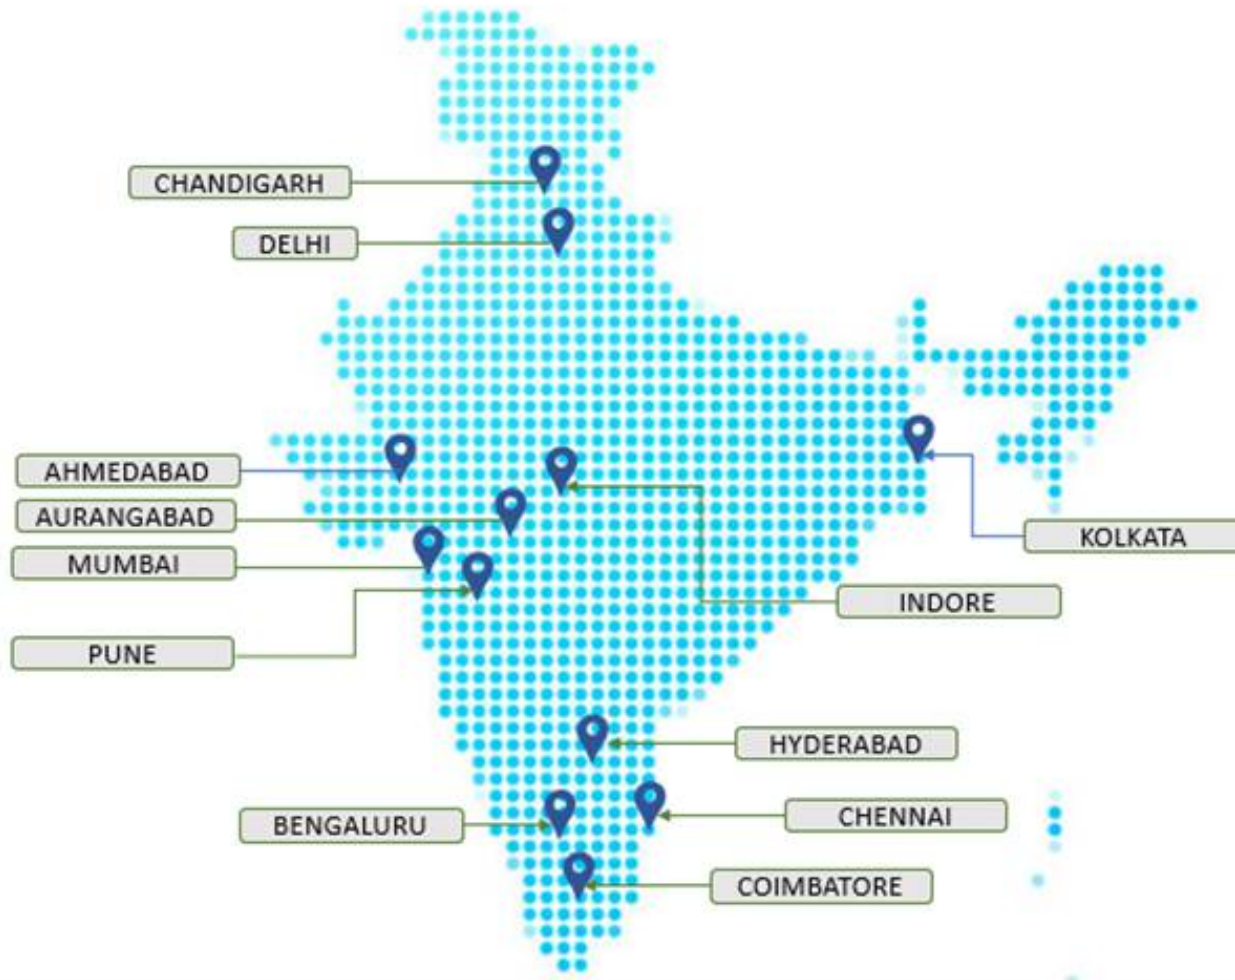 CHANDIGARH
DELHI
AHMEDABAD
AURANGABAD
MUMBAI
KOLKATA
INDORE
PUNE
HYDERABAD
BENGALURU
CHENNAI
COIMBATORE